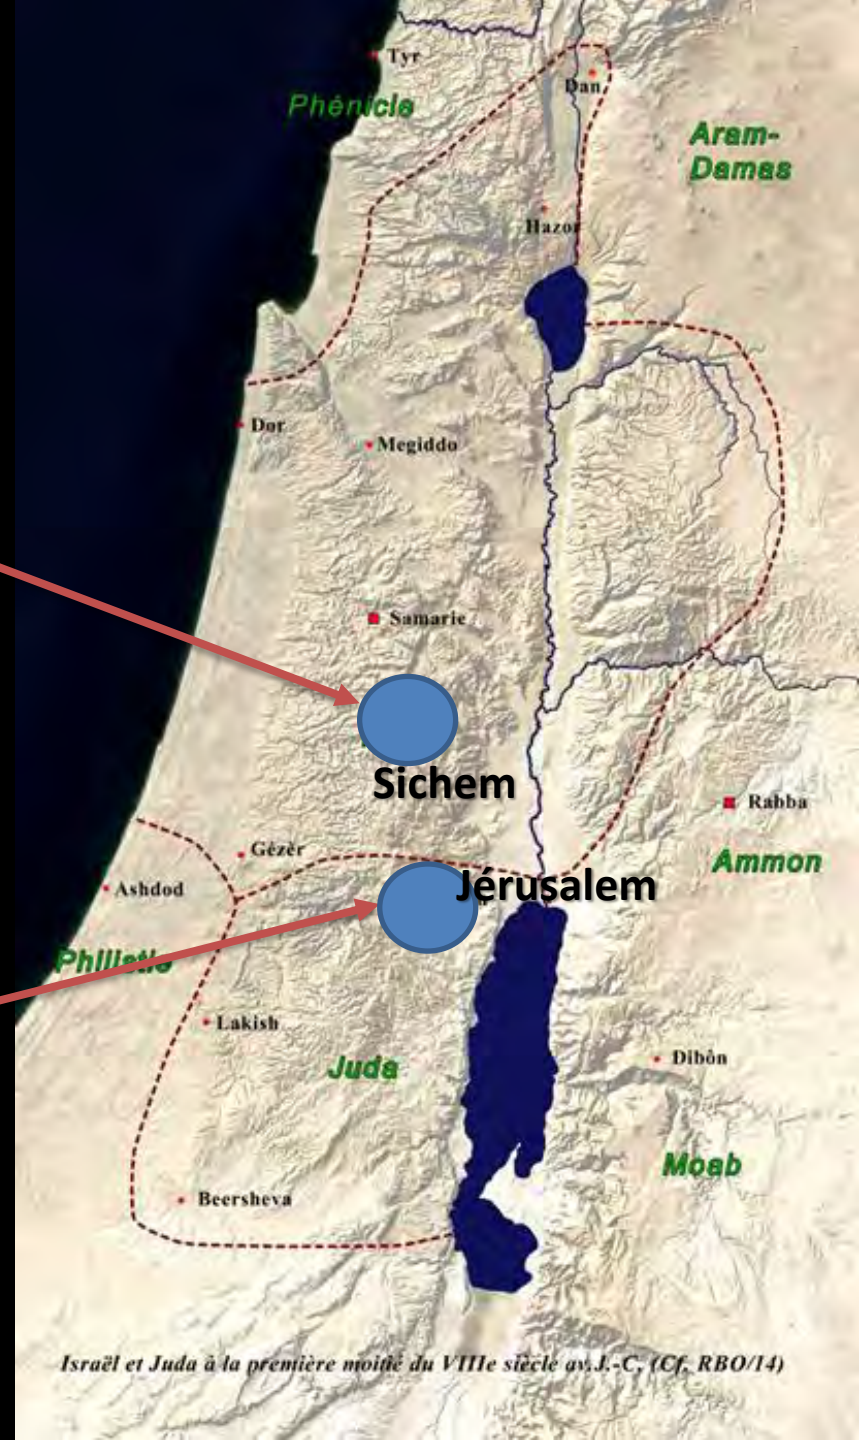 Tyr
Dan
Phénicie
Aram-
Damas
Hazor
Dor
Megiddo
Samarie
Sichem
Rabba
Gézér
Ammon
Jérusalem
Ashdod
Philistie
Lakish
Dibôn
Juda
Moab
Beersheva
Israël et Juda à la première moitié du VIIIe siècle av.J.-C. (Cf. RBO/14)